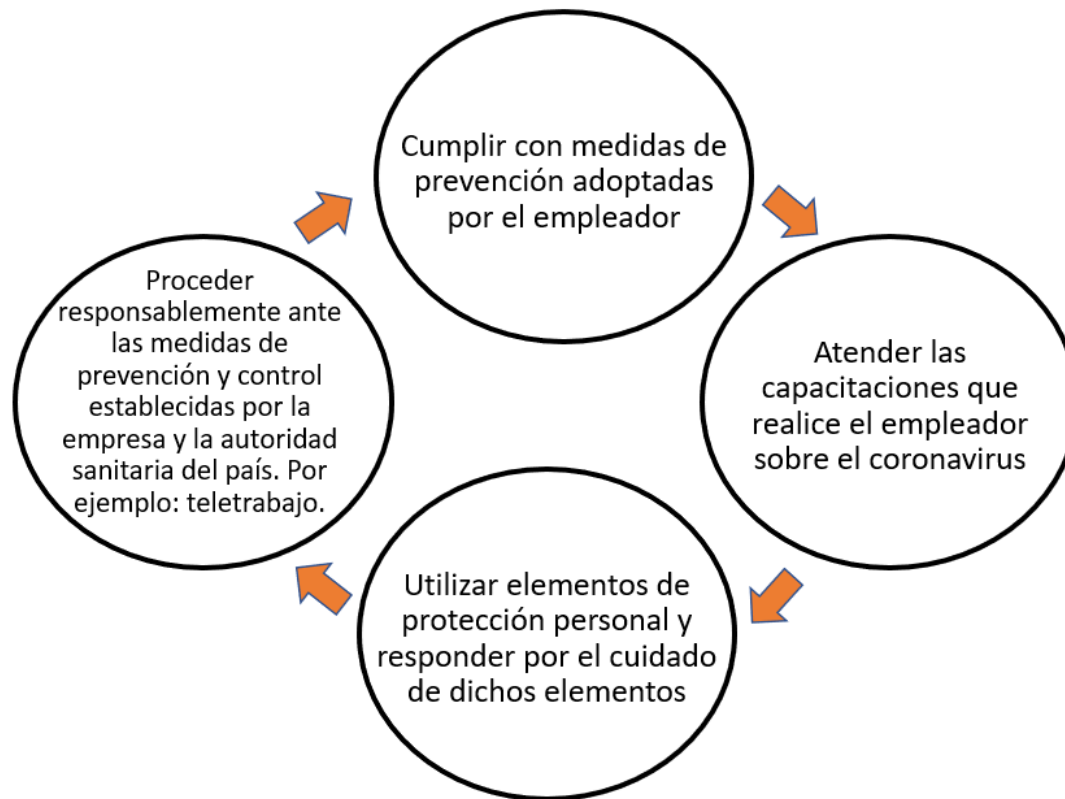 Cumplir con medidas de
prevención adoptadas
por el empleador
Atender las
capacitaciones que
realice el empleador
sobre el coronavirus
Utilizar elementos de
protección personal y
responder por el cuidado
de dichos elementos
Proceder
responsablemente ante
las medidas de
prevención y control
establecidas por la
empresa y la autoridad
sanitaria del país. Por
ejemplo: teletrabajo.